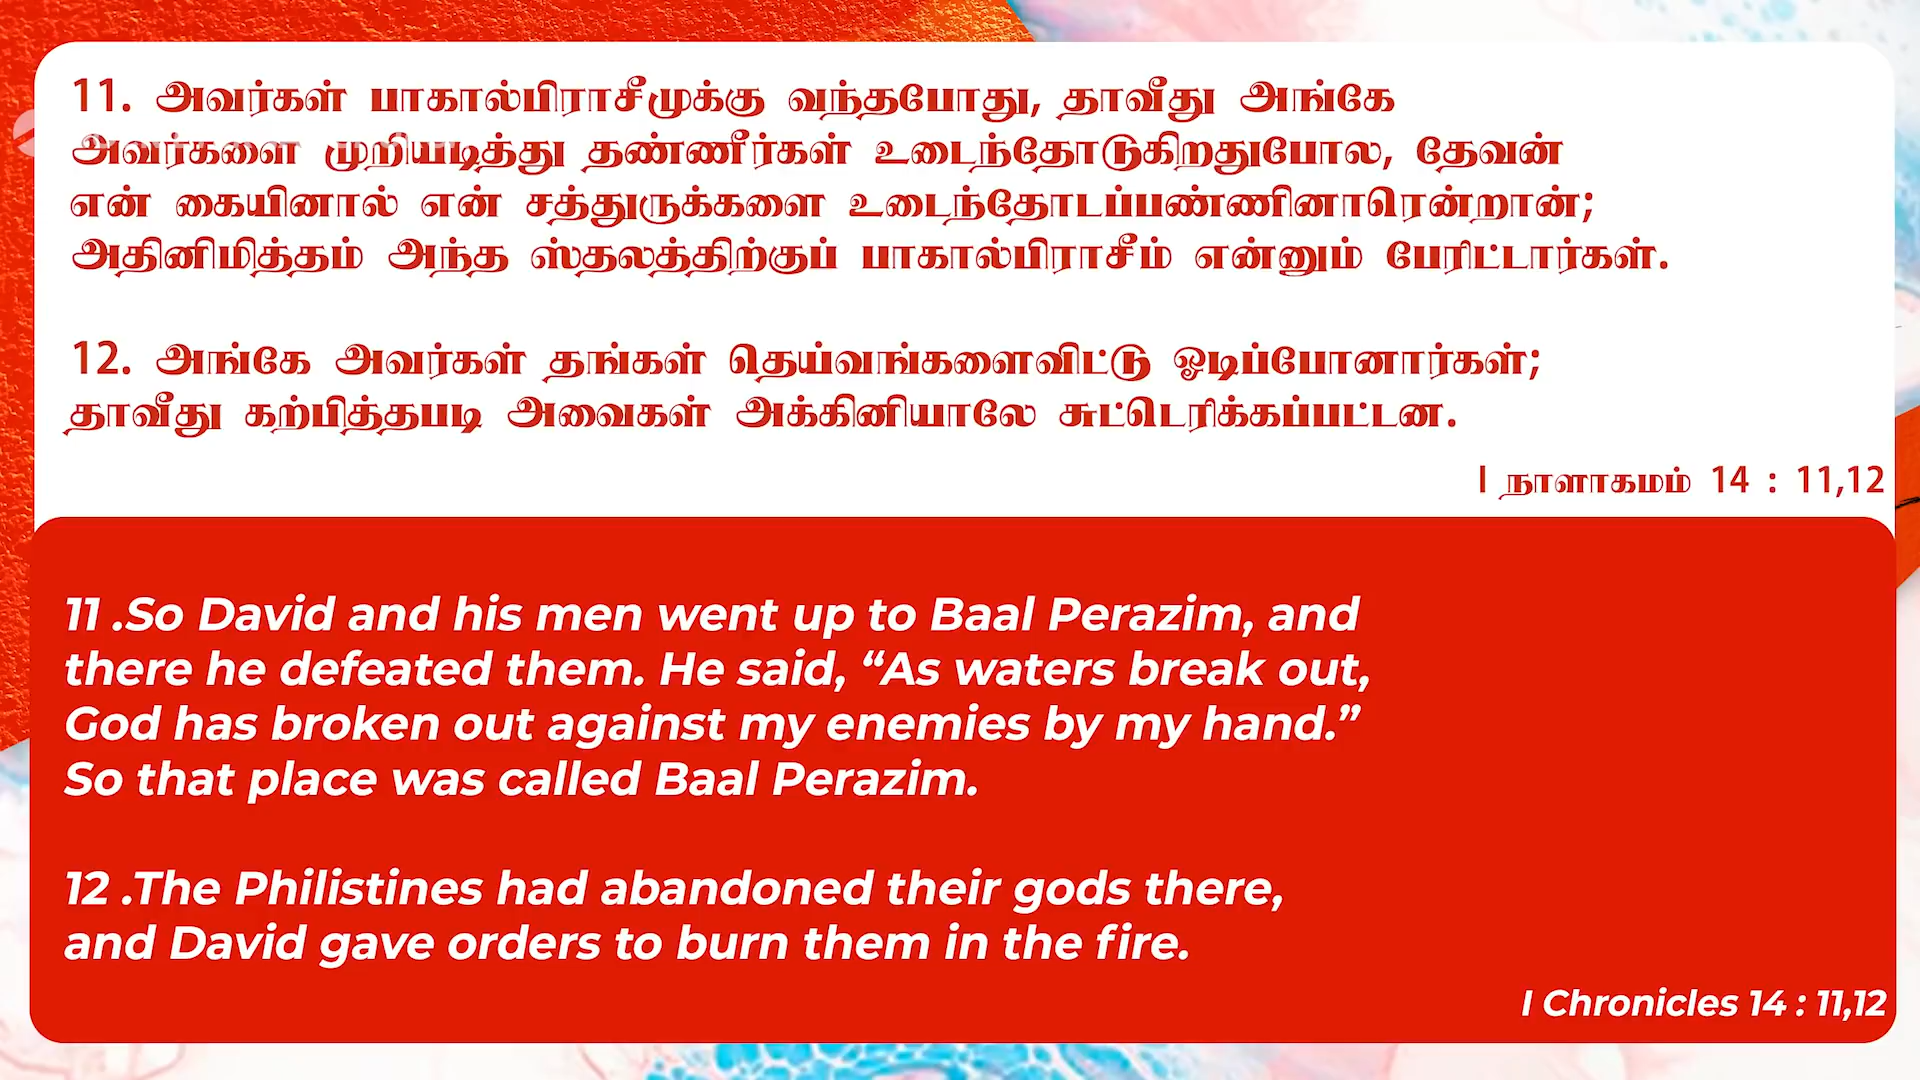 11. அவர்கள் பாகால்பிராசீமுக்கு வந்தபோது, தாவீது அங்கே
அவர்களை முறியடித்து தண்ணீர்கள் உடைந்தோடுகிறதுபோல, தேவன்
என் கையினால் என் சத்துருக்களை உடைந்தோடப்பண்ணினாரென்றான்;
அதினிமித்தம் அந்த ஸ்தலத்திற்குப் பாகால்பிராசீம் என்னும் பேரிட்டார்கள்.
12. அங்கே அவர்கள் தங்கள் தெய்வங்களைவிட்டு ஓடிப்போனார்கள்;
தாவீது கற்பித்தபடி அவைகள் அக்கினியாலே சுட்டெரிக்கப்பட்டன.
I நாளாகமம் 14 : 11,12
11 .So David and his men went up to Baal Perazim, and
there he defeated them. He said, “As waters break out,
God has broken out against my enemies by my hand.”
So that place was called Baal Perazim.
12 .The Philistines had abandoned their gods there,
and David gave orders to burn them in the fire.
I Chronicles 14 : 11,12